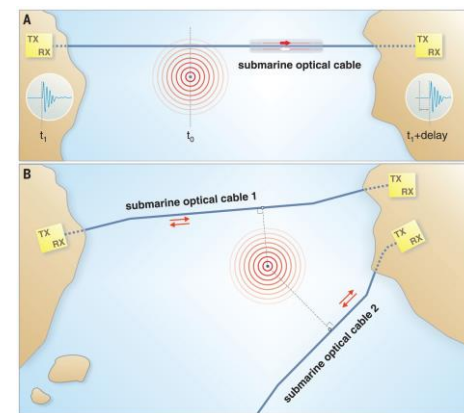 A
TX
RX
TX
RX
submarine optical cable
t₁
t₀
t₁+delay
B
submarine optical cable 1
TX
RX
TX
RX
TX
RX
submarine optical cable 2